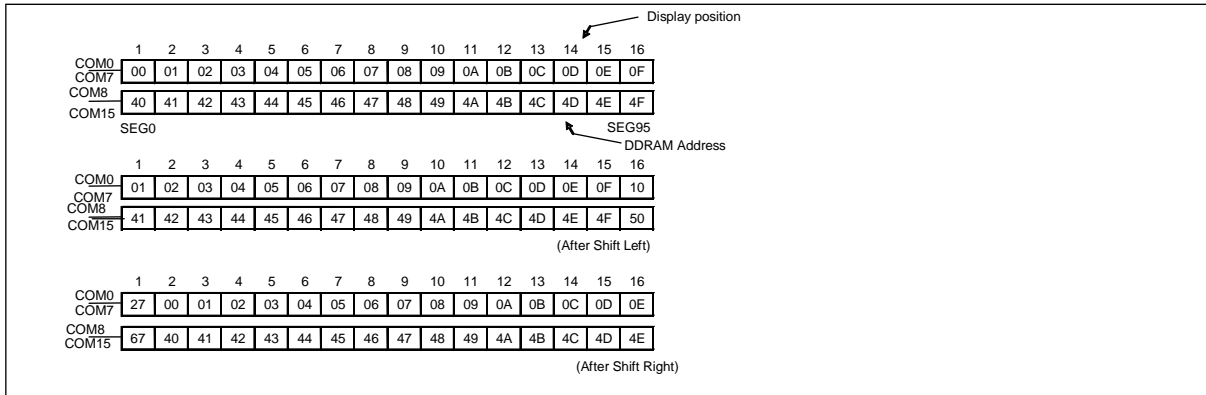 Display position
1 2 3 4 5 6 7 8 9 10 11 12 13 14 15 16
COM0
COM7
00 01 02 03 04 05 06 07 08 09 0A 0B 0C 0D 0E 0F
COM8
COM15
40 41 42 43 44 45 46 47 48 49 4A 4B 4C 4D 4E 4F
SEG0 SEG95
DDRAM Address
1 2 3 4 5 6 7 8 9 10 11 12 13 14 15 16
COM0
COM7
01 02 03 04 05 06 07 08 09 0A 0B 0C 0D 0E 0F 10
COM8
COM15
41 42 43 44 45 46 47 48 49 4A 4B 4C 4D 4E 4F 50
(After Shift Left)
1 2 3 4 5 6 7 8 9 10 11 12 13 14 15 16
COM0
COM7
27 00 01 02 03 04 05 06 07 08 09 0A 0B 0C 0D 0E
COM8
COM15
67 40 41 42 43 44 45 46 47 48 49 4A 4B 4C 4D 4E
(After Shift Right)